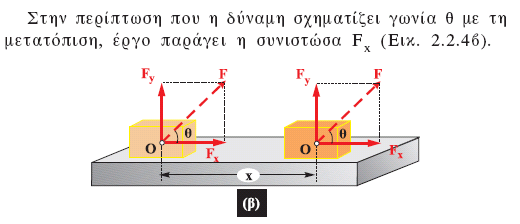 Στην περίπτωση που η δύναμη σχηματίζει γωνία θ με τη
μετατόπιση, έργο παράγει η συνιστώσα Fx (Εικ. 2.2.4β).
Fy F Fy F
θ θ
O O
Fx Fx
x
(β)